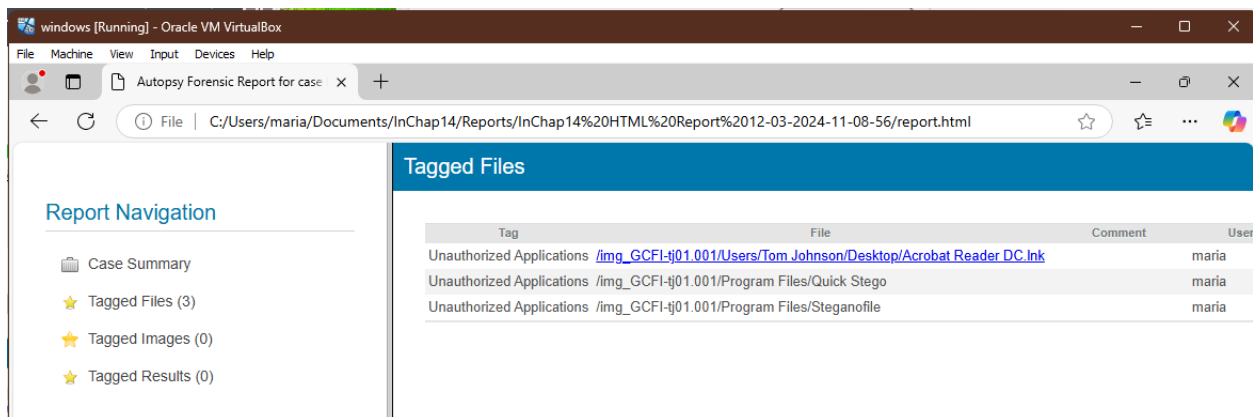 windows [Running] - Oracle VM VirtualBox
File Machine View Input Devices Help
Autopsy Forensic Report for case
File C:/Users/maria/Documents/InChap14/Reports/InChap14%20HTML%20Report%2012-03-2024-11-08-56/report.html
Tagged Files
Report Navigation
Case Summary
Tagged Files (3)
Tagged Images (0)
Tagged Results (0)
Tag File Comment User
Unauthorized Applications /img_GCFI-tj01.001/Users/Tom Johnson/Desktop/Acrobat Reader DC.lnk maria
Unauthorized Applications /img_GCFI-tj01.001/Program Files/Quick Stego maria
Unauthorized Applications /img_GCFI-tj01.001/Program Files/Steganofile maria